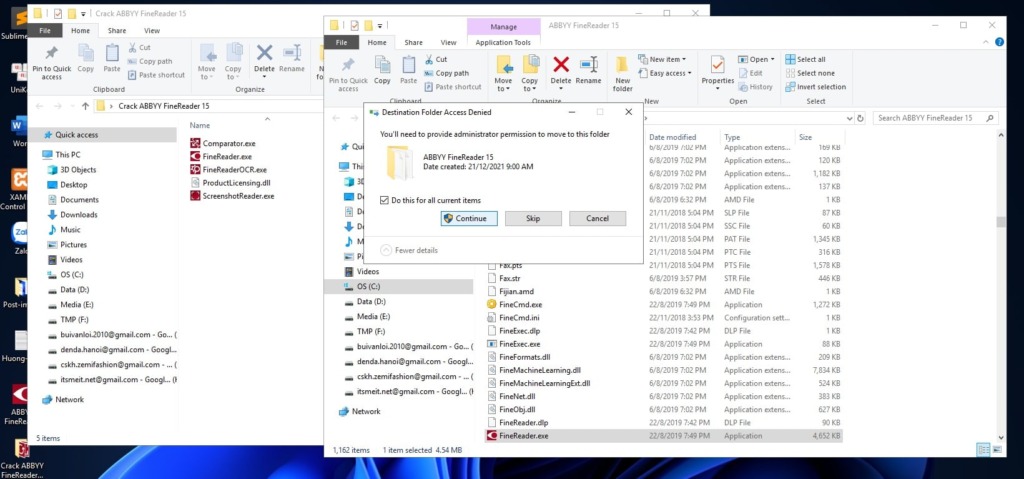 Sublime
UniKe
Word
XAMPP
Control
Zalo
Post-im
Huong-
ABBYY
FineRea
Crack ABBYY
FineReader...
Crack ABBYY FineReader 15
File
Home
Share
View
Pin to Quick
access
Copy
Paste
Cut
Copy path
Paste shortcut
Clipboard
Move
to
Copy
to
Delete
Rename
Organize
Crack ABBYY FineReader 15
Quick access
This PC
3D Objects
Desktop
Documents
Downloads
Music
Pictures
Videos
OS (C:)
Data (D:)
Media (E:)
TMP (F:)
buivanloi.2010@gmail.com - Go... (
denda.hanoi@gmail.com - Googl...
cskh.zemifashion@gmail.com - ... (
itsmeit.net@gmail.com - Googl... (
Network
Name
Comparator.exe
FineReader.exe
FineReaderOCR.exe
ProductLicensing.dll
ScreenshotReader.exe
5 items
Manage
ABBYY FineReader 15
File
Home
Share
View
Application Tools
Pin to Quick
access
Copy
Paste
Cut
Copy path
Paste shortcut
Clipboard
Move
to
Copy
to
Delete
Rename
Organize
New
folder
New item
Easy access
New
Properties
Open
Edit
History
Open
Select all
Select none
Invert selection
Select
Search ABBYY FineReader 15
Destination Folder Access Denied
You'll need to provide administrator permission to move to this folder
ABBYY FineReader 15
Date created: 21/12/2021 9:00 AM
Do this for all current items
Continue
Skip
Cancel
Fewer details
Videos
OS (C:)
Data (D:)
Media (E:)
TMP (F:)
buivanloi.2010@gmail.com - Go... (
denda.hanoi@gmail.com - Googl...
cskh.zemifashion@gmail.com - ... (
itsmeit.net@gmail.com - Googl... (
Network
Date modified Type Size
6/8/2019 7:02 PM Application extens... 169 KB
6/8/2019 7:02 PM Application extens... 120 KB
6/8/2019 7:02 PM Application extens... 1,182 KB
6/8/2019 7:02 PM Application extens... 137 KB
6/8/2019 6:32 PM AMD File 1 KB
21/11/2018 5:04 PM SLP File 87 KB
21/11/2018 5:04 PM SSC File 60 KB
21/11/2018 5:04 PM PAT File 1,345 KB
21/11/2018 5:04 PM PTC File 316 KB
Fax.pts 21/11/2018 5:04 PM PTS File 1,578 KB
Fax.str 6/8/2019 3:57 PM STR File 446 KB
Fijian.amd 6/8/2019 6:32 PM AMD File 1 KB
FineCmd.exe 22/8/2019 7:49 PM Application 1,272 KB
FineCmd.ini 22/11/2018 3:53 PM Configuration sett... 1 KB
FineExec.dlp 22/8/2019 7:42 PM DLP File 1 KB
FineExec.exe 22/8/2019 7:49 PM Application 88 KB
FineFormats.dll 6/8/2019 7:02 PM Application extens... 209 KB
FineMachineLearning.dll 6/8/2019 7:02 PM Application extens... 7,834 KB
FineMachineLearningExt.dll 6/8/2019 7:02 PM Application extens... 524 KB
FineNet.dll 6/8/2019 7:02 PM Application extens... 383 KB
FineObj.dll 6/8/2019 7:02 PM Application extens... 627 KB
FineReader.dlp 22/8/2019 7:42 PM DLP File 90 KB
FineReader.exe 22/8/2019 7:49 PM Application 4,652 KB
1,162 items 1 item selected 4.54 MB